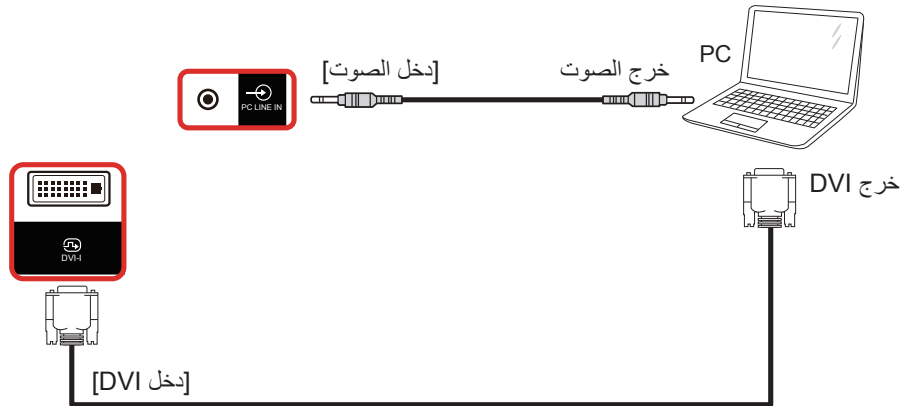 PC
خرج الصوت
[دخل الصوت]
PC LINE IN
خرج DVI
DVI-I
[دخل DVI]